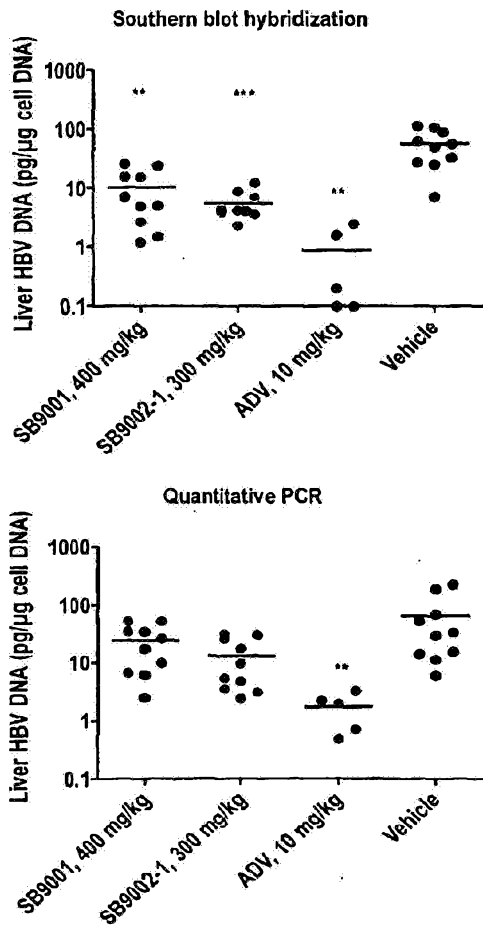 Southern blot hybridization
Liver HBV DNA (pg/µg cell DNA)
1000
100
10
1
0.1
**
***
**
SB9001, 400 mg/kg
SB9002-1, 300 mg/kg
ADV, 10 mg/kg
Vehicle
Quantitative PCR
Liver HBV DNA (pg/µg cell DNA)
1000
100
10
1
0.1
**
SB9001, 400 mg/kg
SB9002-1, 300 mg/kg
ADV, 10 mg/kg
Vehicle